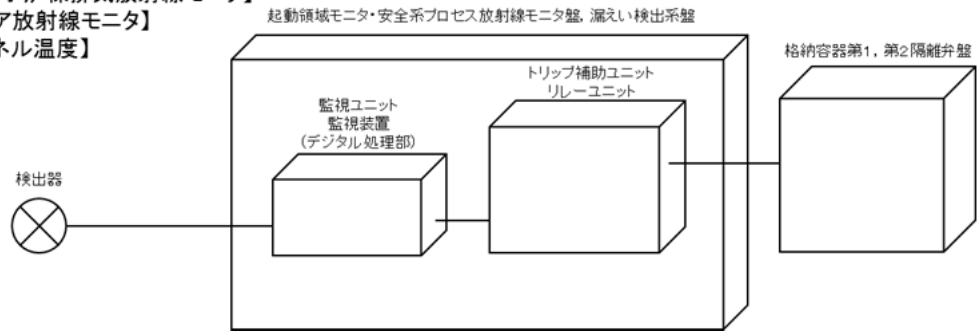 ア放射線モニタ】
ネル温度】
起動領域モニタ・安全系プロセス放射線モニタ盤, 漏えい検出系盤
格納容器第1, 第2隔離弁盤
トリップ補助ユニット
リレーユニット
監視ユニット
監視装置
(デジタル処理部)
検出器